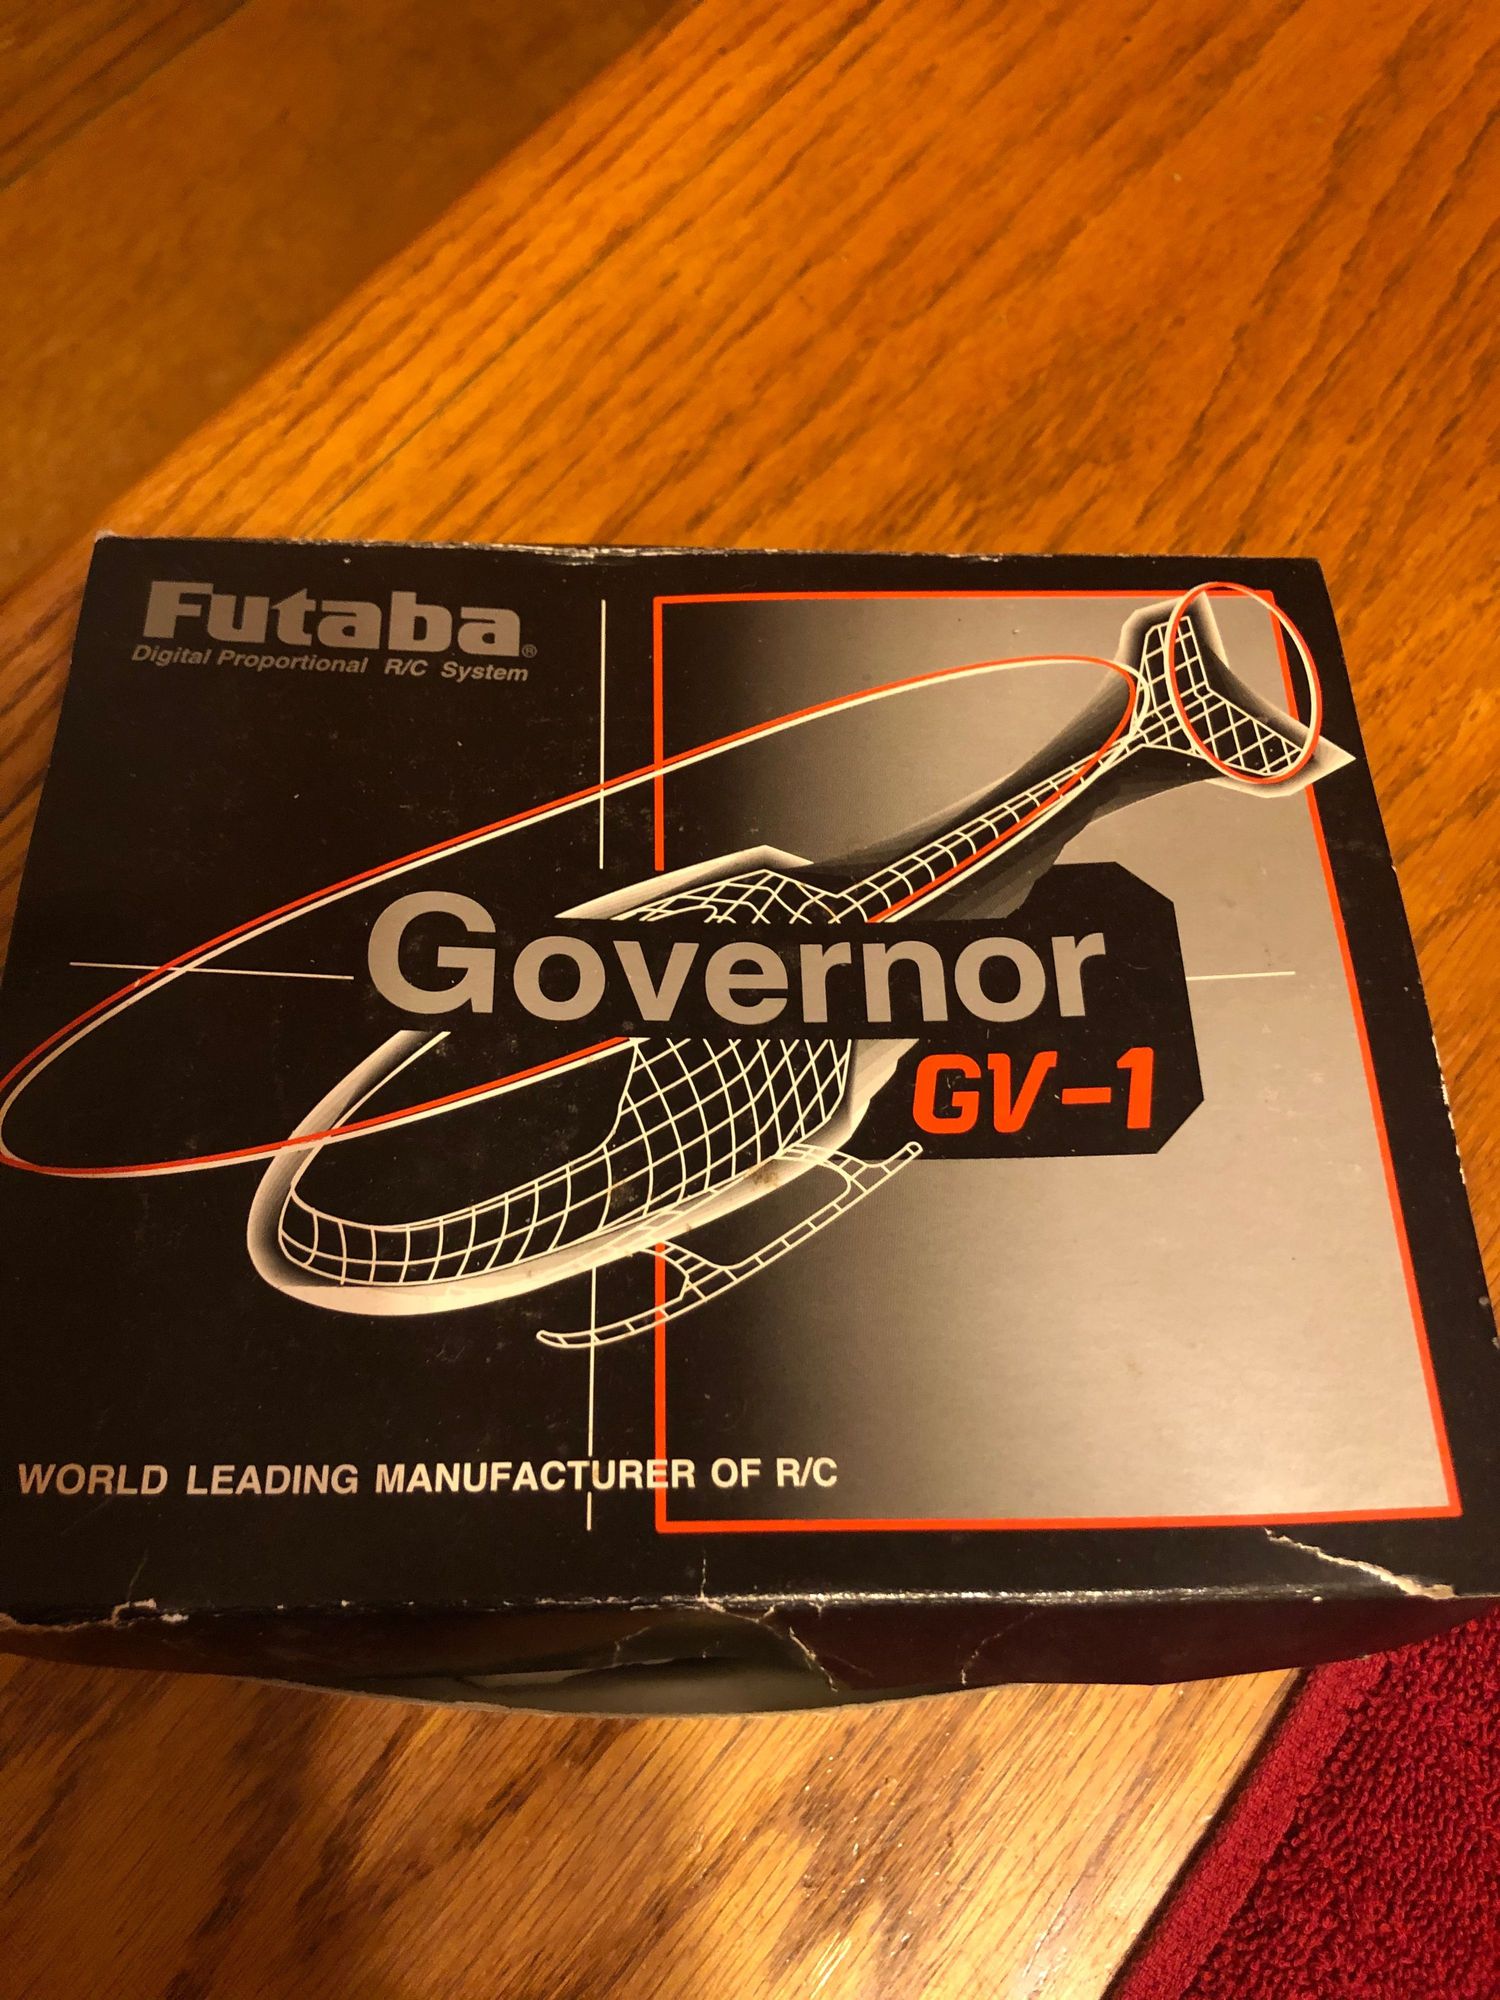 Futaba®
Digital Proportional R/C System
Governor
GV-1
WORLD LEADING MANUFACTURER OF R/C